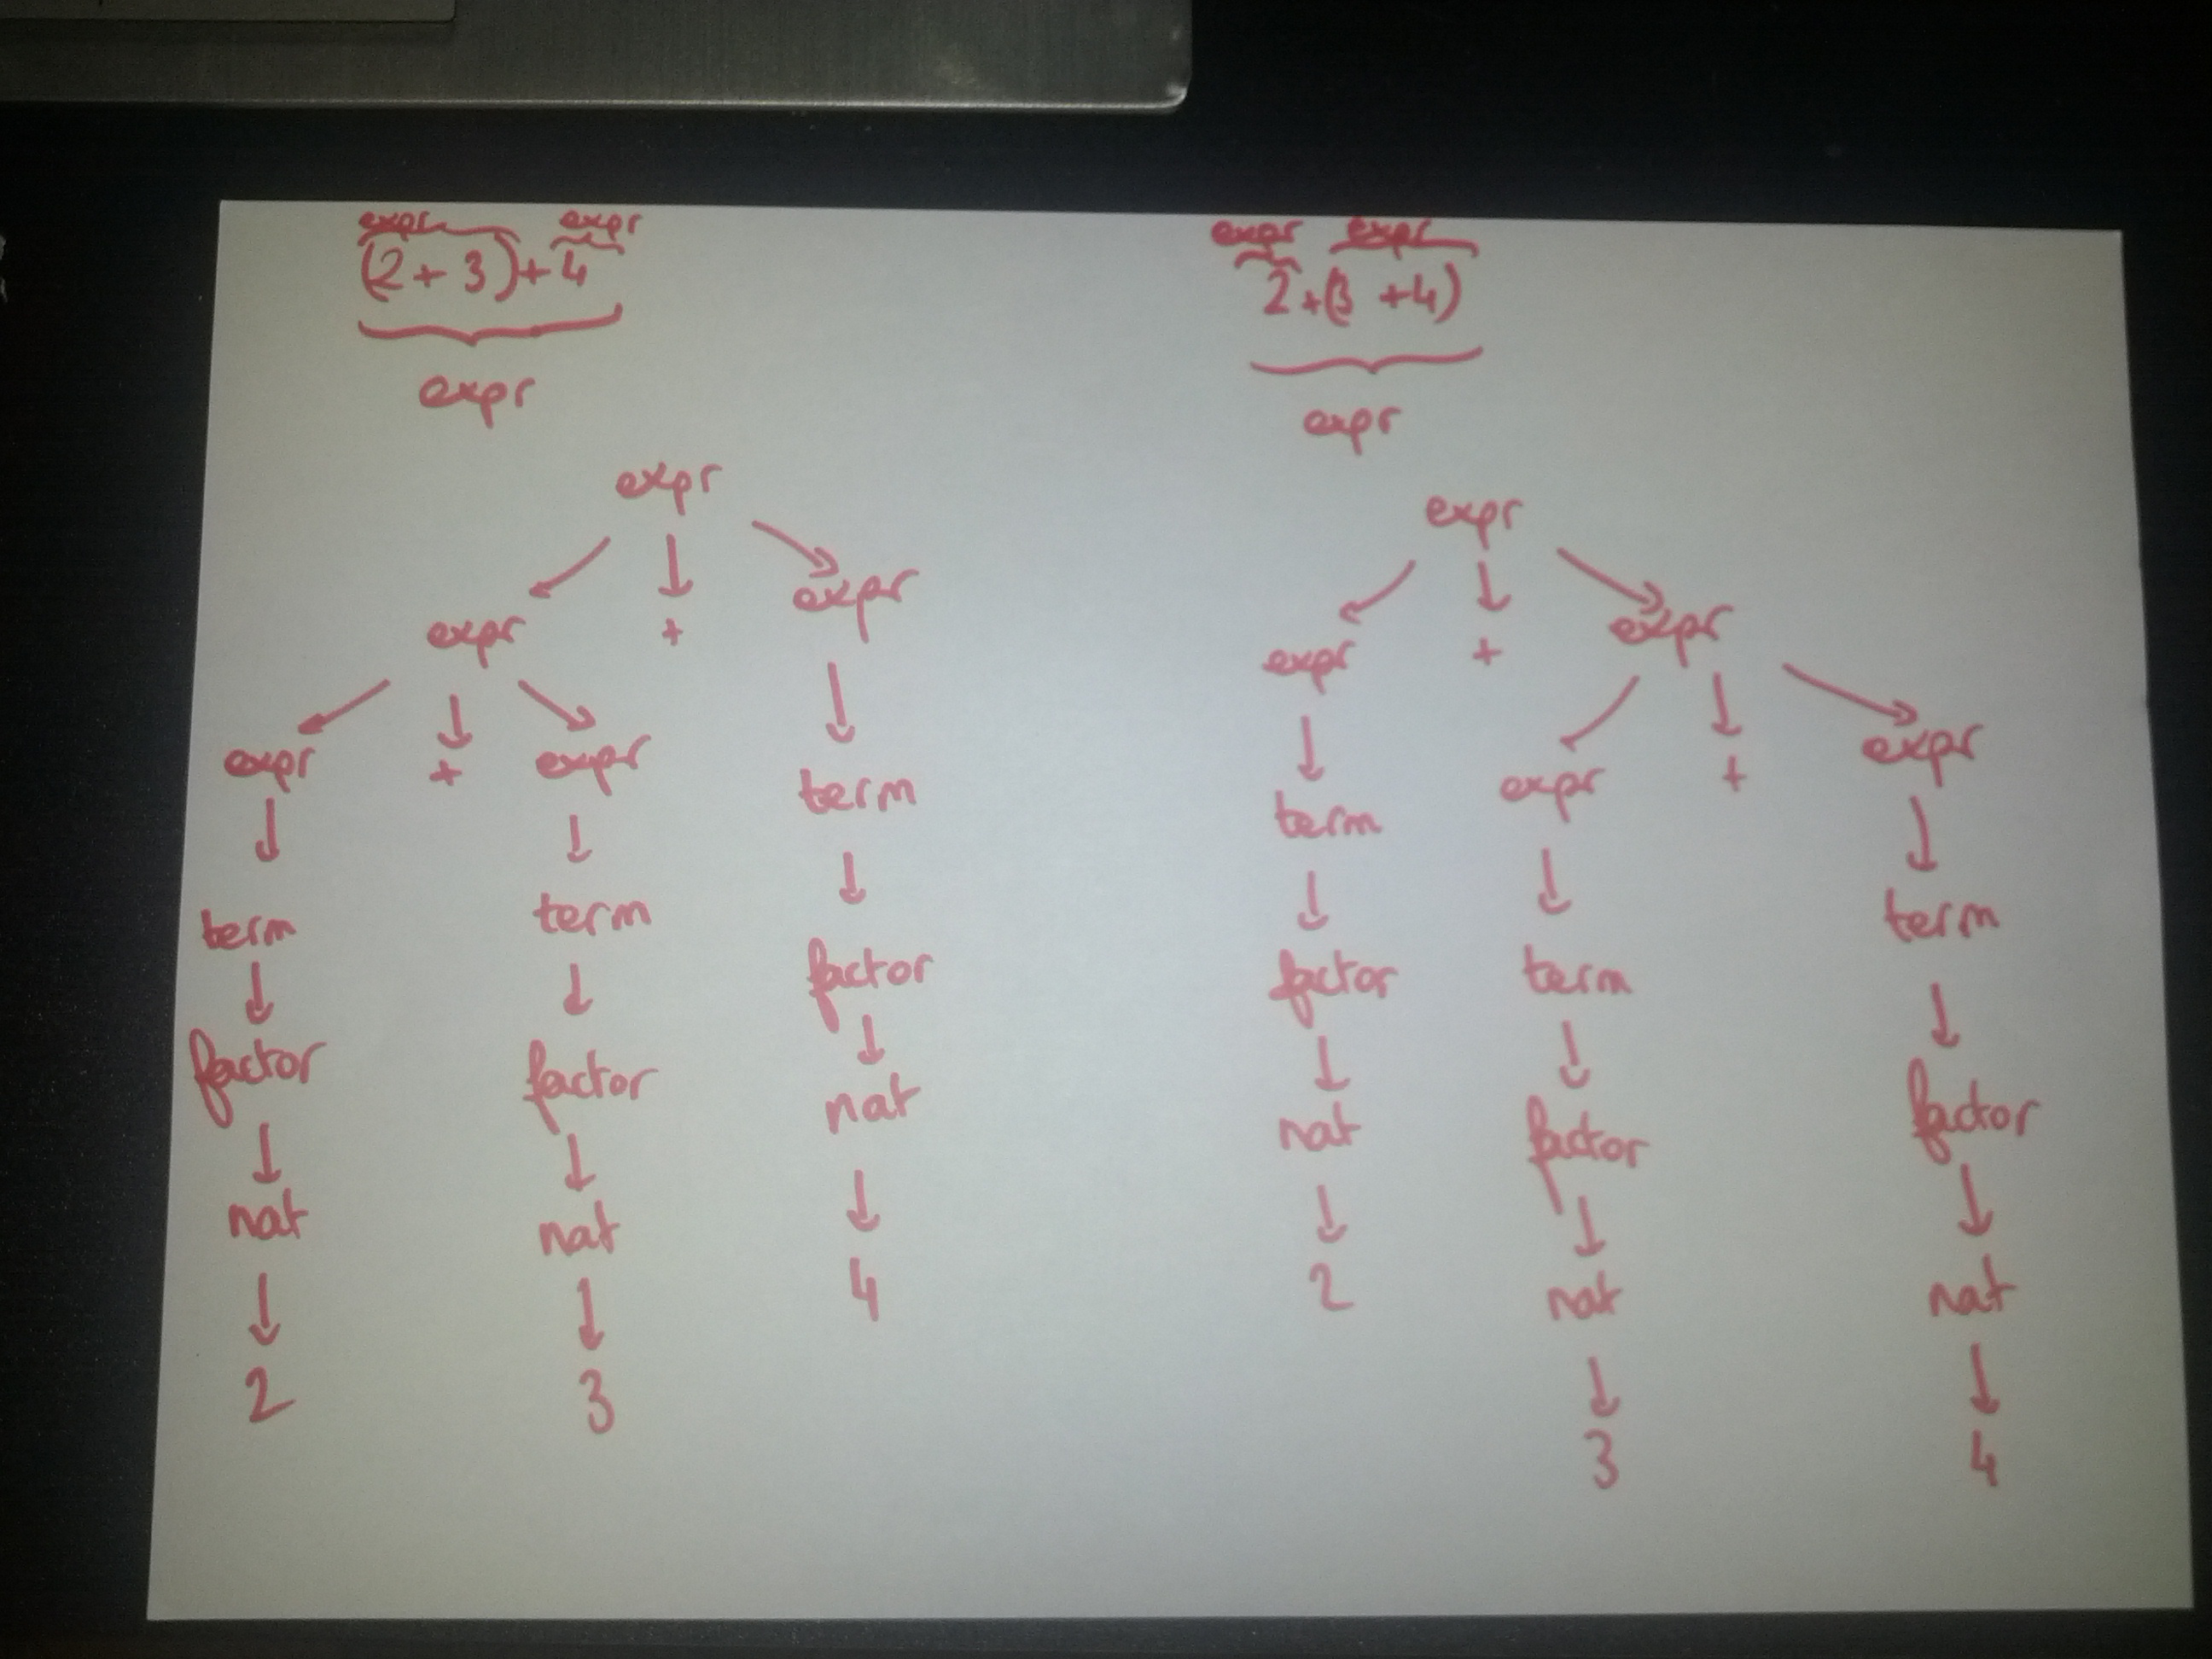 expr expr
(2 + 3) + 4
expr
expr
expr + expr
expr + expr
term
term
term
factor
factor
factor
nat
nat
nat
4
2
3
expr expr
2 + (3 + 4)
expr
expr
expr + expr
expr + expr
term
term
term
factor
factor
factor
nat
nat
nat
2
3
4